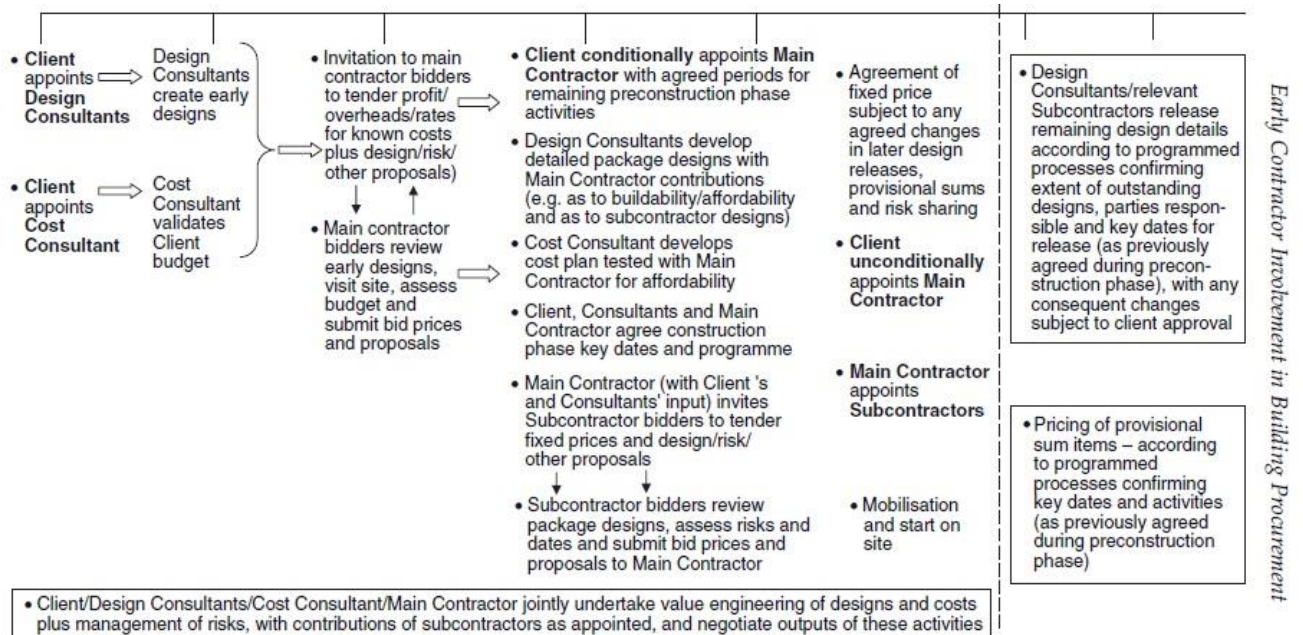 • Client
appoints
Design
Consultants
Design
Consultants
create early
designs
• Client
appoints
Cost
Consultant
Cost
Consultant
validates
Client
budget
• Invitation to main
contractor bidders
to tender profit/
overheads/rates
for known costs
plus design/risk/
other proposals)
• Main contractor
bidders review
early designs,
visit site, assess
budget and
submit bid prices
and proposals
• Client conditionally appoints Main
Contractor with agreed periods for
remaining preconstruction phase
activities
• Design Consultants develop
detailed package designs with
Main Contractor contributions
(e.g. as to buildability/affordability
and as to subcontractor designs)
• Cost Consultant develops
cost plan tested with Main
Contractor for affordability
• Client, Consultants and Main
Contractor agree construction
phase key dates and programme
• Main Contractor (with Client 's
and Consultants' input) invites
Subcontractor bidders to tender
fixed prices and design/risk/
other proposals
• Subcontractor bidders review
package designs, assess risks and
dates and submit bid prices and
proposals to Main Contractor
• Agreement of
fixed price
subject to any
agreed changes
in later design
releases,
provisional sums
and risk sharing
• Client
unconditionally
appoints Main
Contractor
• Main Contractor
appoints
Subcontractors
• Mobilisation
and start on
site
• Design
Consultants/relevant
Subcontractors release
remaining design details
according to programmed
processes confirming
extent of outstanding
designs, parties respon-
sible and key dates for
release (as previously
agreed during precon-
struction phase), with any
consequent changes
subject to client approval
• Pricing of provisional
sum items – according
to programmed
processes confirming
key dates and activities
(as previously agreed
during preconstruction
phase)
• Client/Design Consultants/Cost Consultant/Main Contractor jointly undertake value engineering of designs and costs
plus management of risks, with contributions of subcontractors as appointed, and negotiate outputs of these activities
Early Contractor Involvement in Building Procurement